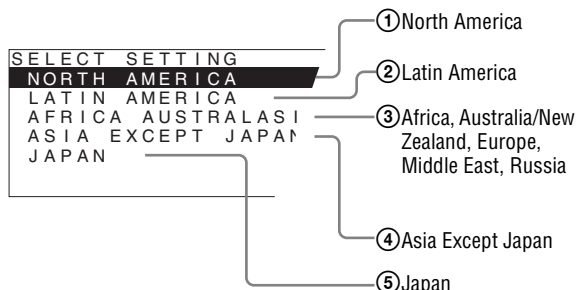 SELECT SETTING
NORTH AMERICA
LATIN AMERICA
AFRICA AUSTRALASI
ASIA EXCEPT JAPAN
JAPAN
①North America
②Latin America
③Africa, Australia/New
Zealand, Europe,
Middle East, Russia
④Asia Except Japan
⑤Japan